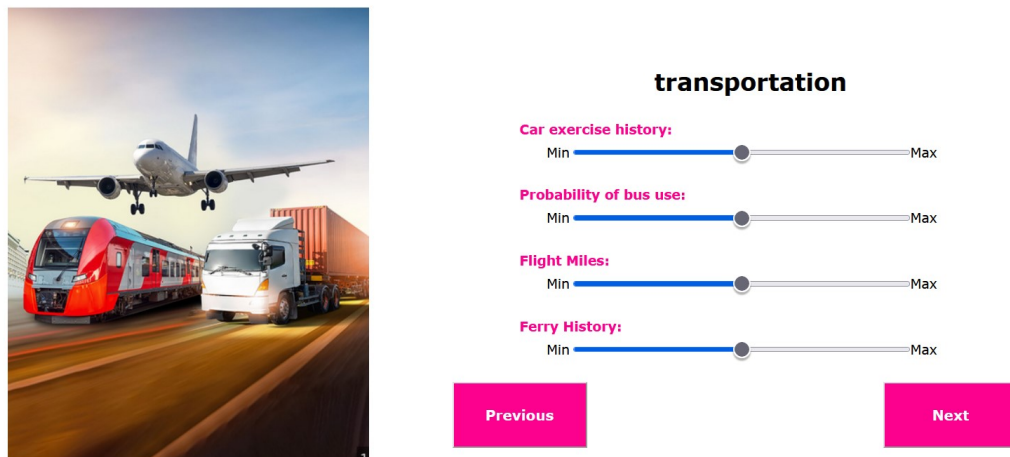 transportation
Car exercise history:
Min Max
Probability of bus use:
Min Max
Flight Miles:
Min Max
Ferry History:
Min Max
Previous Next